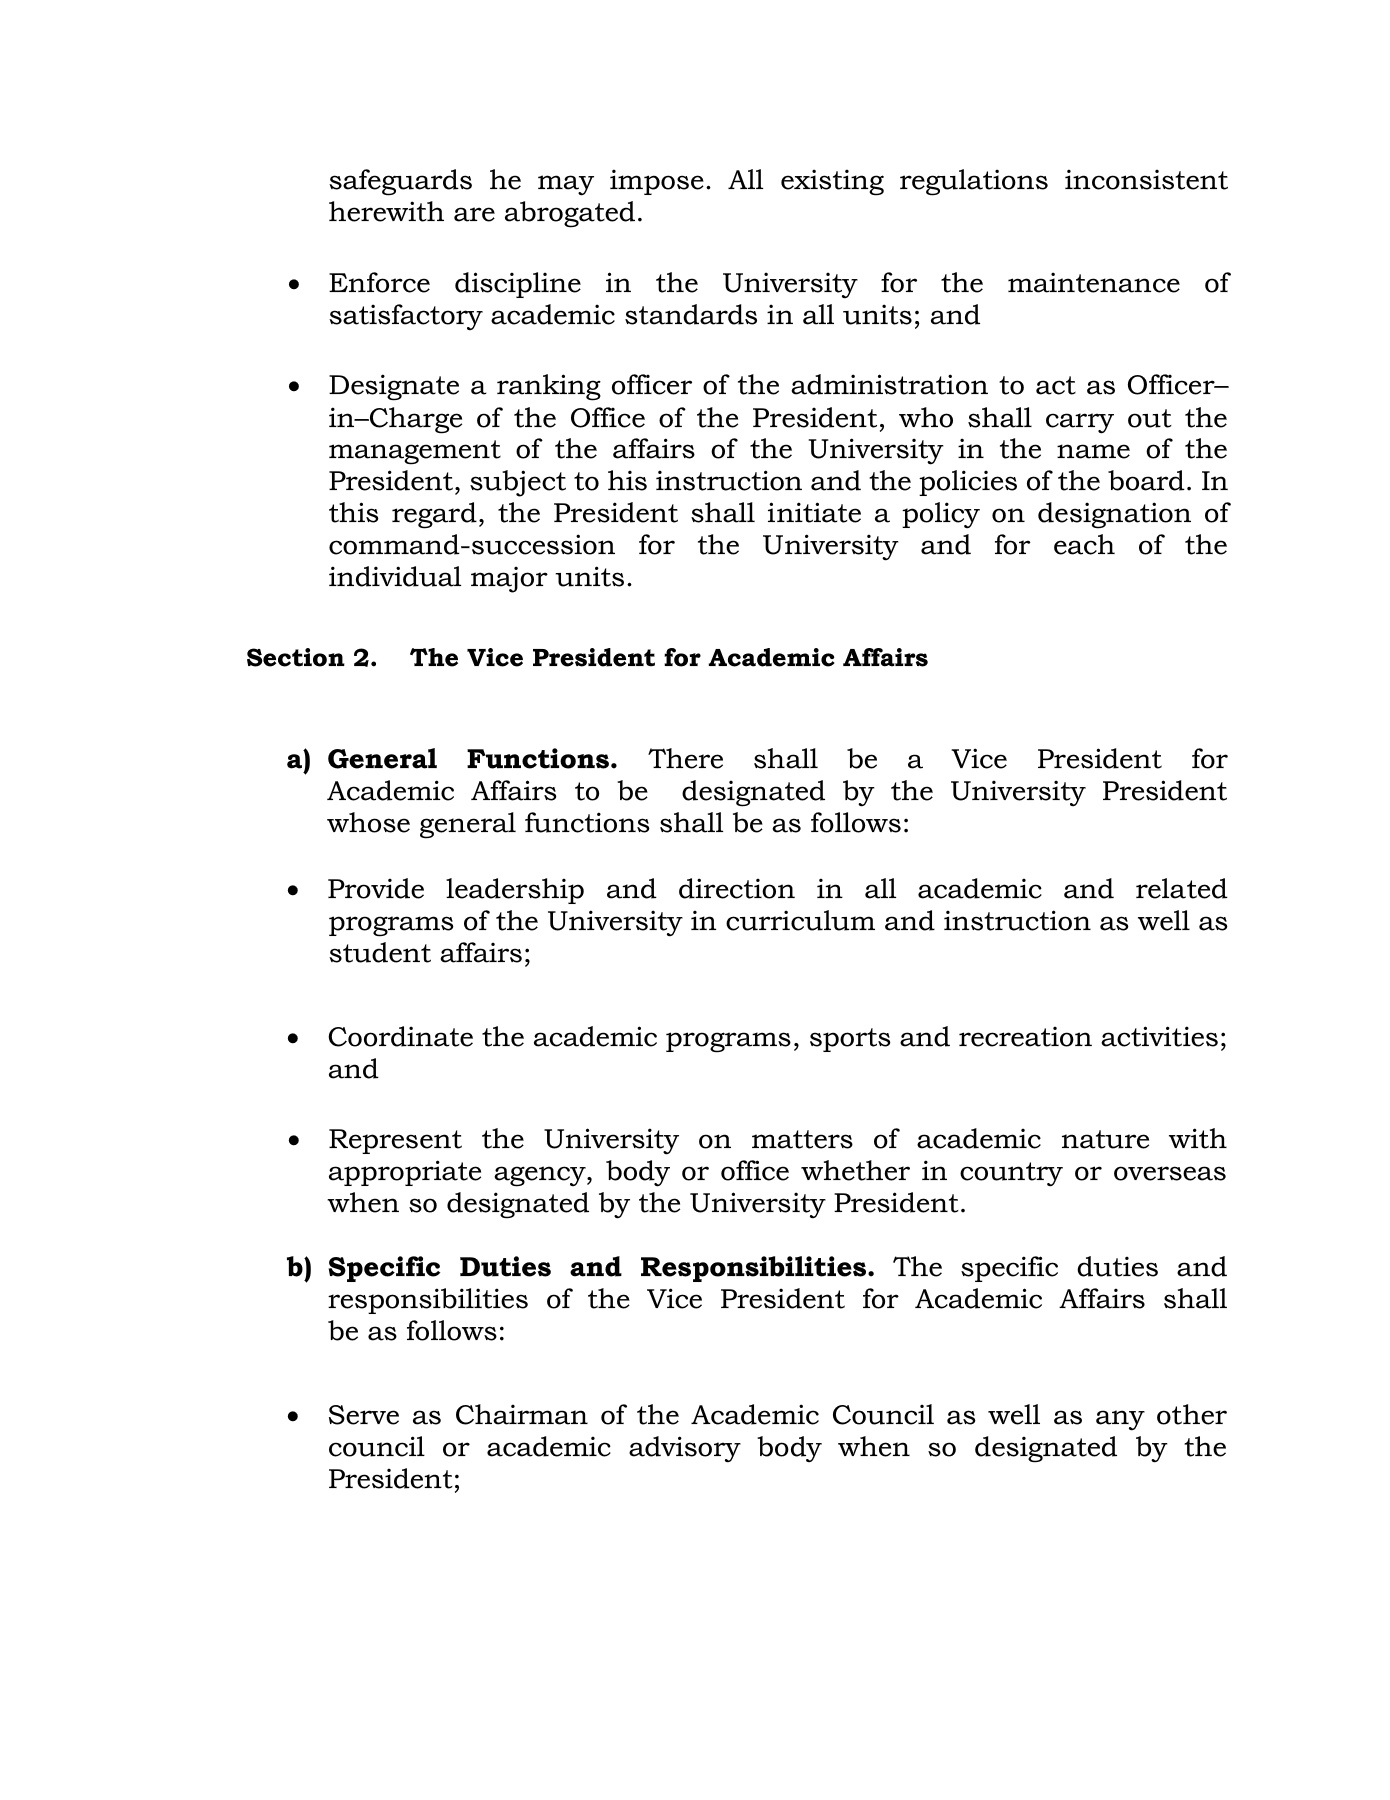 safeguards he may impose. All existing regulations inconsistent
herewith are abrogated.
• Enforce discipline in the University for the maintenance of
satisfactory academic standards in all units; and
• Designate a ranking officer of the administration to act as Officer–
in–Charge of the Office of the President, who shall carry out the
management of the affairs of the University in the name of the
President, subject to his instruction and the policies of the board. In
this regard, the President shall initiate a policy on designation of
command-succession for the University and for each of the
individual major units.
Section 2. The Vice President for Academic Affairs
a) General Functions. There shall be a Vice President for
Academic Affairs to be designated by the University President
whose general functions shall be as follows:
• Provide leadership and direction in all academic and related
programs of the University in curriculum and instruction as well as
student affairs;
• Coordinate the academic programs, sports and recreation activities;
and
• Represent the University on matters of academic nature with
appropriate agency, body or office whether in country or overseas
when so designated by the University President.
b) Specific Duties and Responsibilities. The specific duties and
responsibilities of the Vice President for Academic Affairs shall
be as follows:
• Serve as Chairman of the Academic Council as well as any other
council or academic advisory body when so designated by the
President;